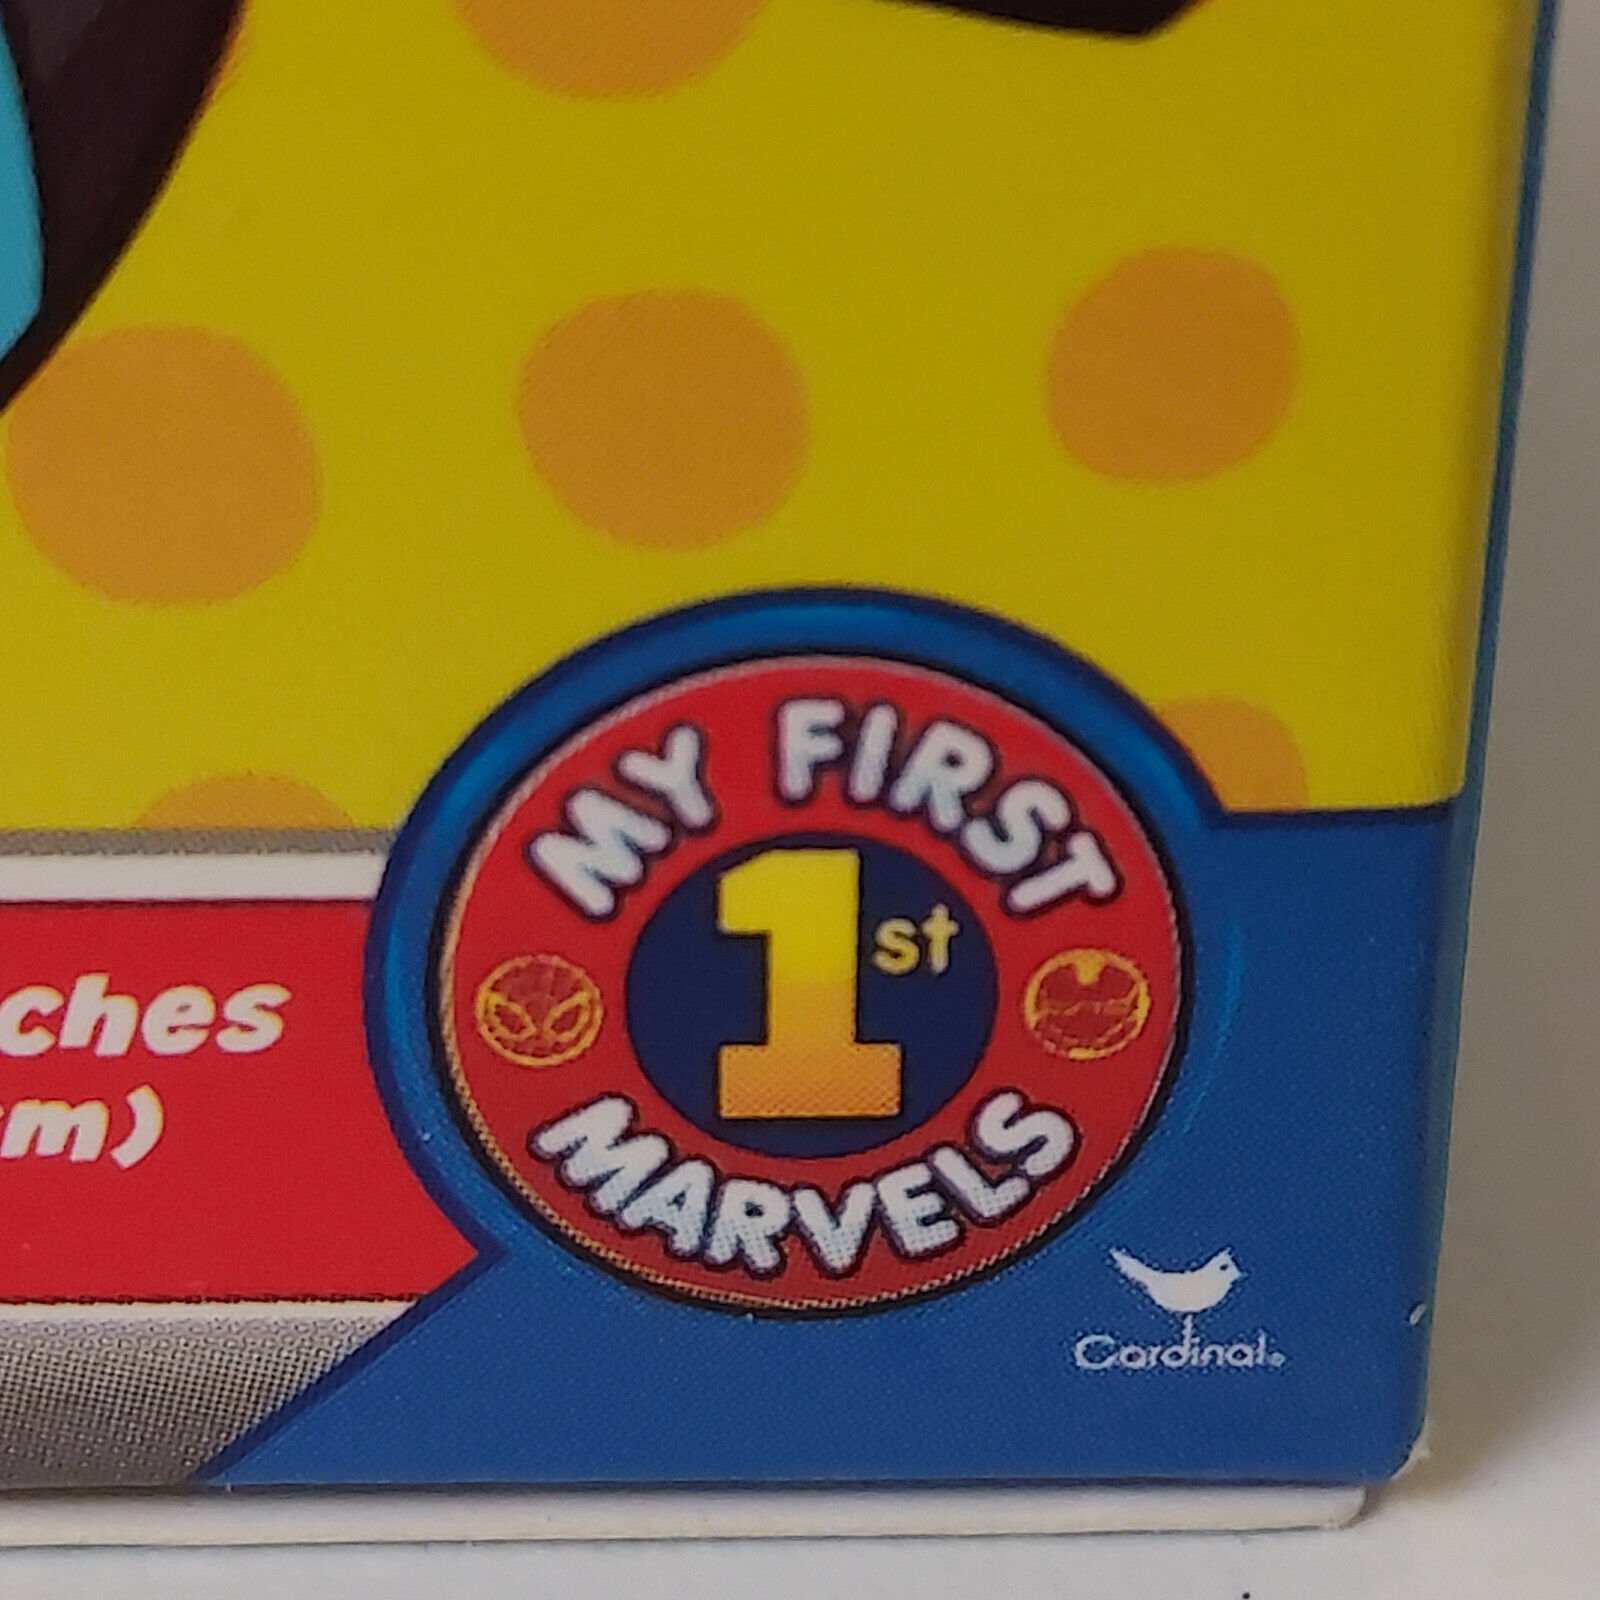 ches
m)
MY FIRST
1st
MARVELS
Cardinal®